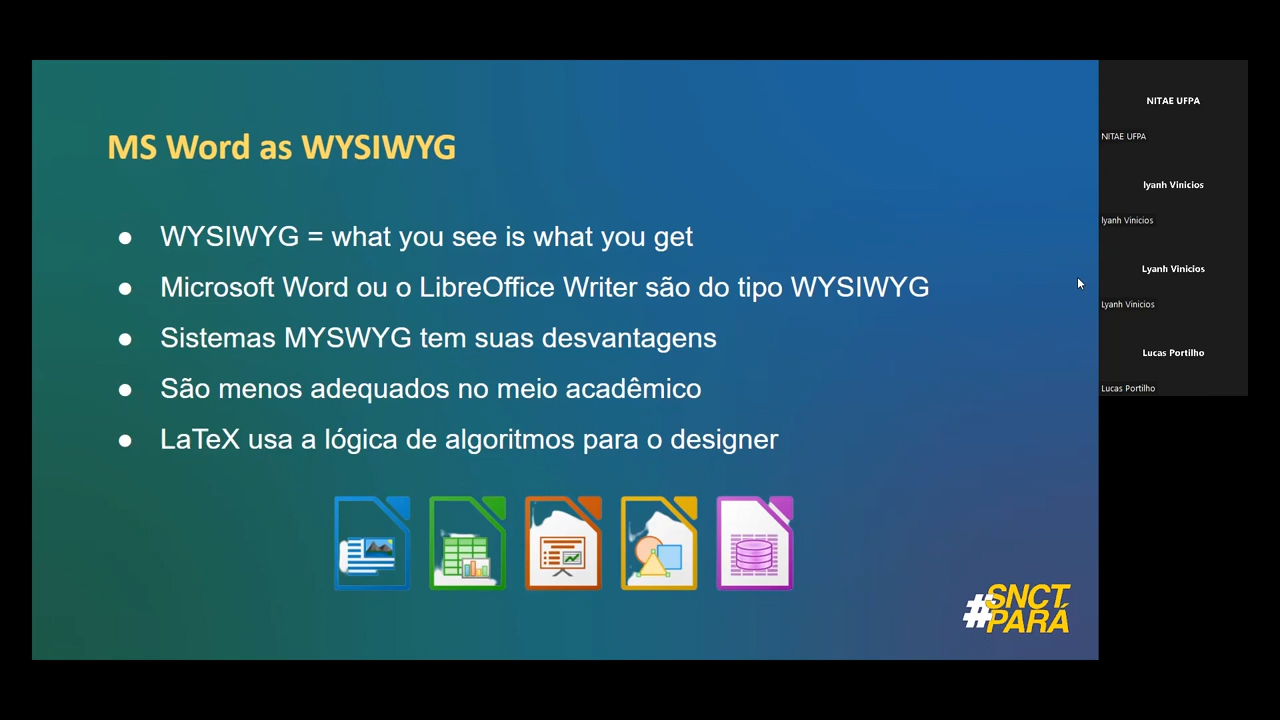 MS Word as WYSIWYG
● WYSIWYG = what you see is what you get
● Microsoft Word ou o LibreOffice Writer são do tipo WYSIWYG
● Sistemas MYSWYG tem suas desvantagens
● São menos adequados no meio acadêmico
● LaTeX usa a lógica de algoritmos para o designer
#SNCT
PARÁ
NITAE UFPA
NITAE UFPA
lyanh Vinicios
lyanh Vinicios
Lyanh Vinicios
Lyanh Vinicios
Lucas Portilho
Lucas Portilho